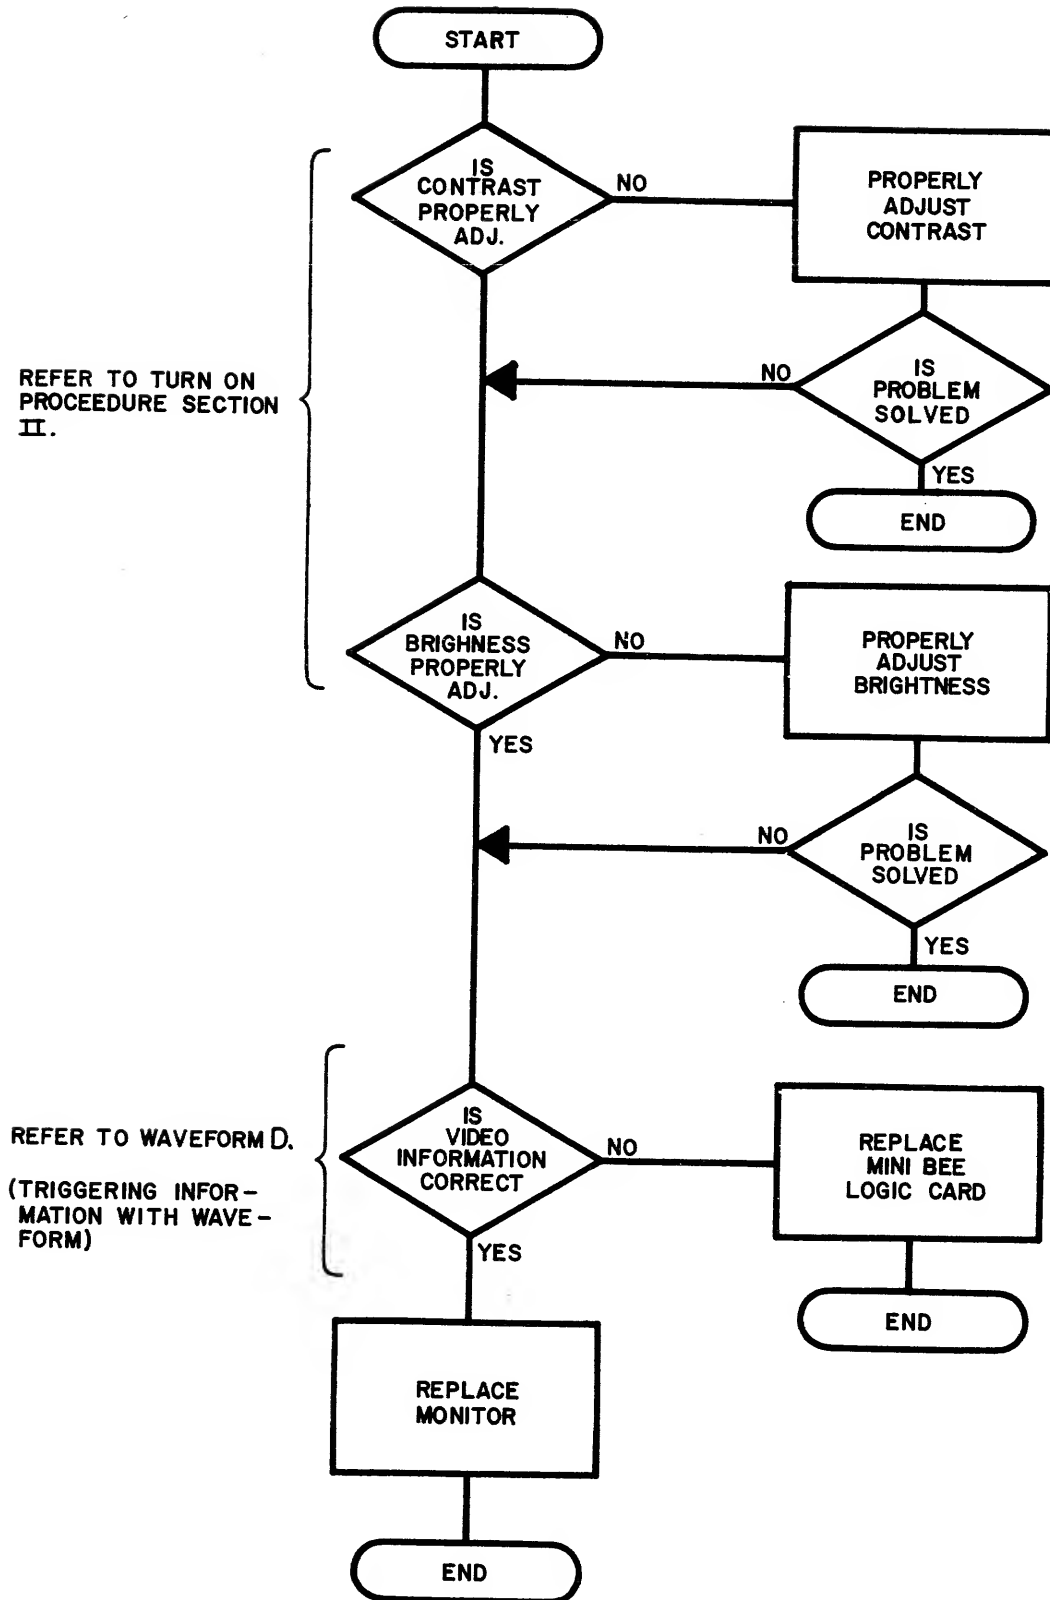 START
IS
CONTRAST
PROPERLY
ADJ.
NO
PROPERLY
ADJUST
CONTRAST
IS
PROBLEM
SOLVED
NO
YES
END
REFER TO TURN ON
PROCEEDURE SECTION
II.
IS
BRIGHNESS
PROPERLY
ADJ.
NO
YES
PROPERLY
ADJUST
BRIGHTNESS
IS
PROBLEM
SOLVED
NO
YES
END
REFER TO WAVEFORM D.
(TRIGGERING INFOR-
MATION WITH WAVE-
FORM)
IS
VIDEO
INFORMATION
CORRECT
NO
YES
REPLACE
MINI BEE
LOGIC CARD
END
REPLACE
MONITOR
END